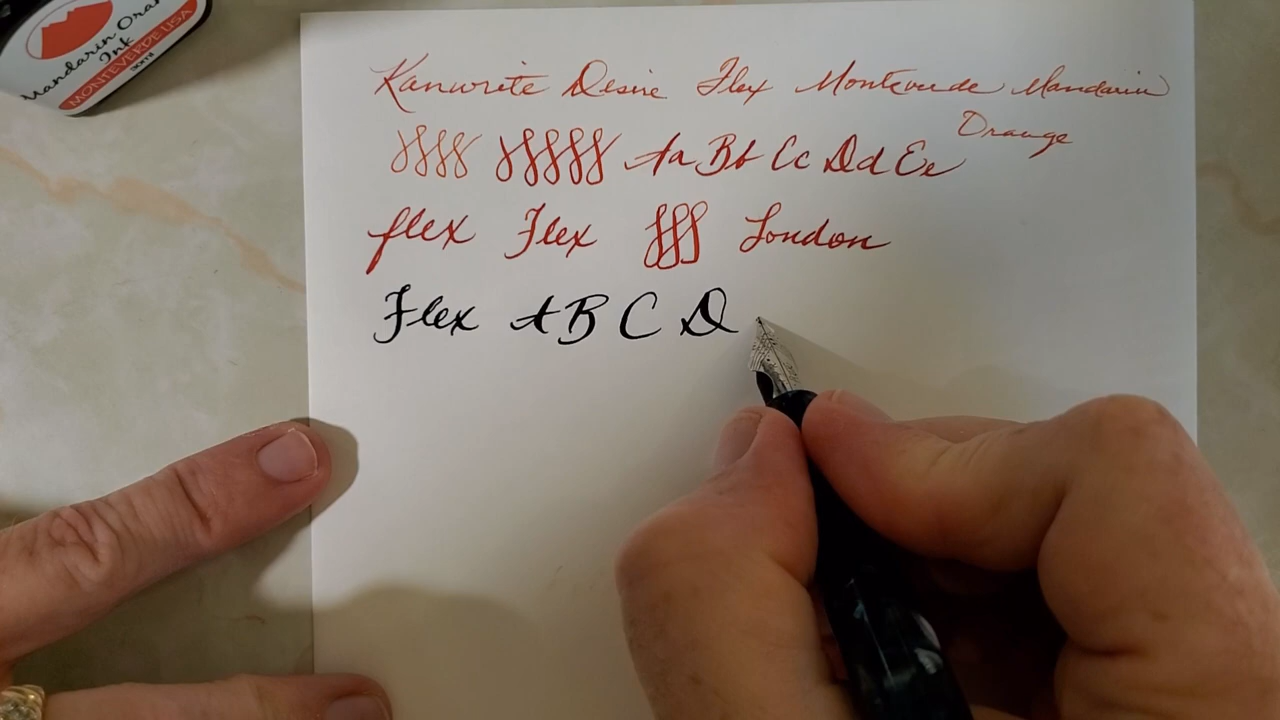 Mandarin Oran
Ink
MONTEVERDE USA
Kanwrite Desire Flex Monteverde Mandarin
Orange
Aa Bb Cc Dd Ee
flex Flex London
Flex A B C D